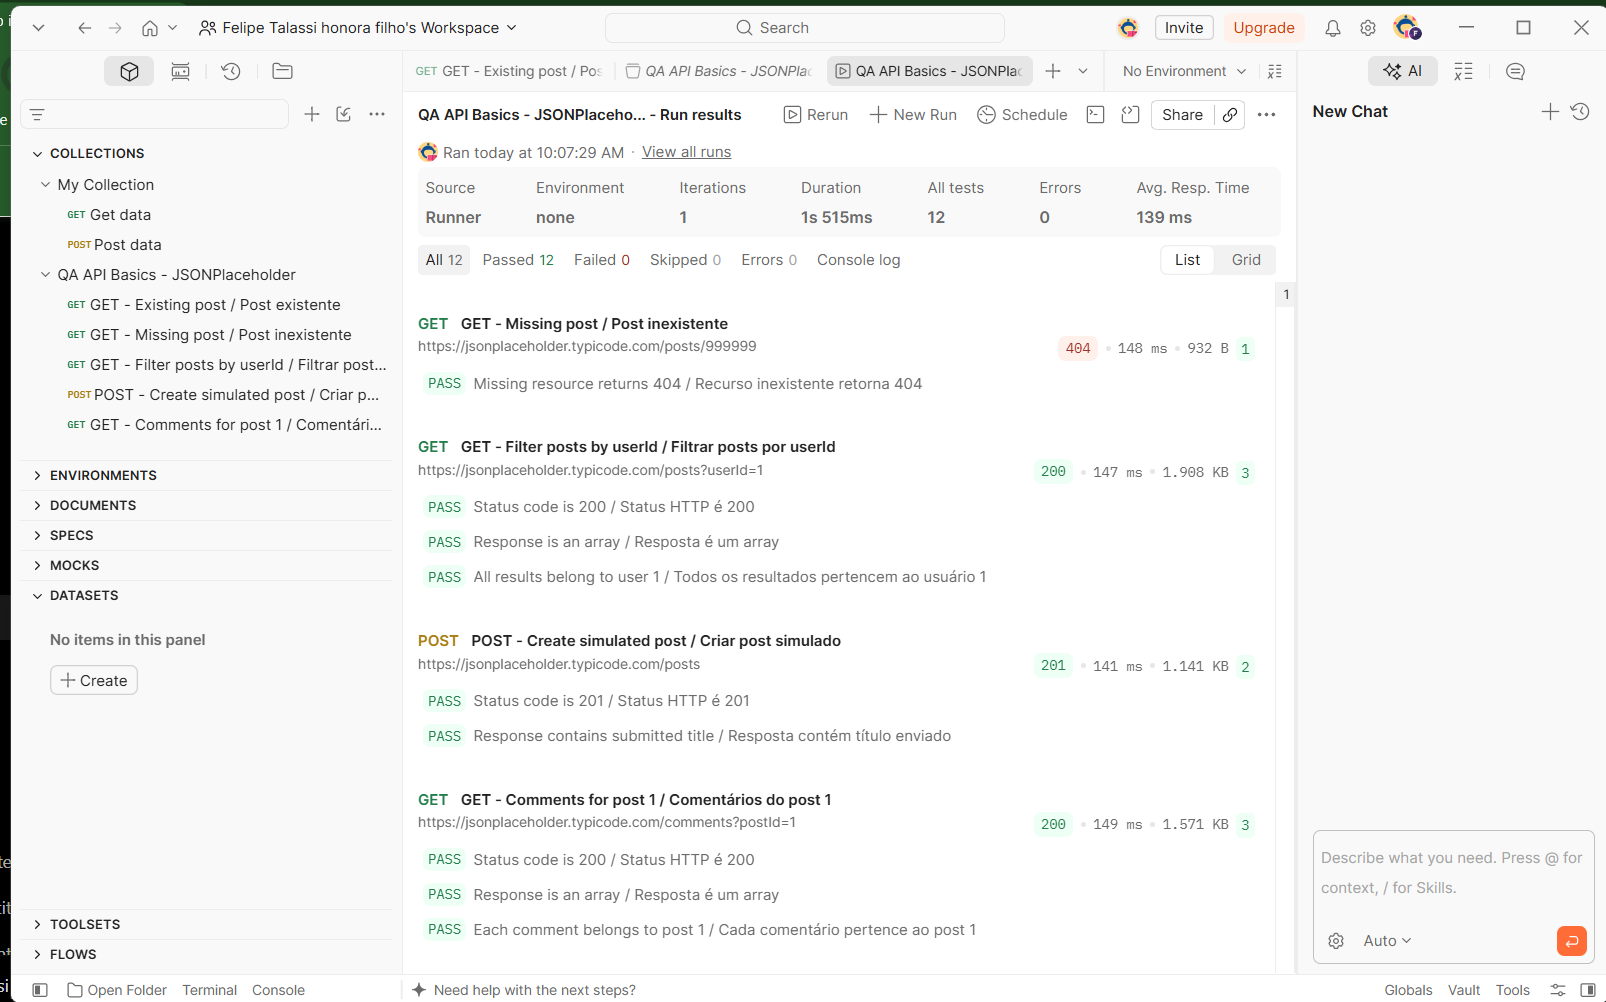 Felipe Talassi honora filho's Workspace
Search
Invite
Upgrade
F
GET GET - Existing post / Pos
QA API Basics - JSONPla
QA API Basics - JSONPla
No Environment
AI
QA API Basics - JSONPlaceho... - Run results
Rerun
New Run
Schedule
Share
New Chat
Ran today at 10:07:29 AM · View all runs
COLLECTIONS
My Collection
GET Get data
POST Post data
QA API Basics - JSONPlaceholder
GET GET - Existing post / Post existente
GET GET - Missing post / Post inexistente
GET GET - Filter posts by userId / Filtrar post...
POST POST - Create simulated post / Criar p...
GET GET - Comments for post 1 / Comentári...
ENVIRONMENTS
DOCUMENTS
SPECS
MOCKS
DATASETS
No items in this panel
Create
TOOLSETS
FLOWS
Source Environment Iterations Duration All tests Errors Avg. Resp. Time
Runner none 1 1s 515ms 12 0 139 ms
All 12 Passed 12 Failed 0 Skipped 0 Errors 0 Console log
List Grid
1
GET GET - Missing post / Post inexistente
https://jsonplaceholder.typicode.com/posts/999999
404 • 148 ms • 932 B 1
PASS Missing resource returns 404 / Recurso inexistente retorna 404
GET GET - Filter posts by userId / Filtrar posts por userId
https://jsonplaceholder.typicode.com/posts?userId=1
200 • 147 ms • 1.908 KB 3
PASS Status code is 200 / Status HTTP é 200
PASS Response is an array / Resposta é um array
PASS All results belong to user 1 / Todos os resultados pertencem ao usuário 1
POST POST - Create simulated post / Criar post simulado
https://jsonplaceholder.typicode.com/posts
201 • 141 ms • 1.141 KB 2
PASS Status code is 201 / Status HTTP é 201
PASS Response contains submitted title / Resposta contém título enviado
GET GET - Comments for post 1 / Comentários do post 1
https://jsonplaceholder.typicode.com/comments?postId=1
200 • 149 ms • 1.571 KB 3
PASS Status code is 200 / Status HTTP é 200
PASS Response is an array / Resposta é um array
PASS Each comment belongs to post 1 / Cada comentário pertence ao post 1
Describe what you need. Press @ for
context, / for Skills.
Auto
Open Folder Terminal Console
Need help with the next steps?
Globals Vault Tools